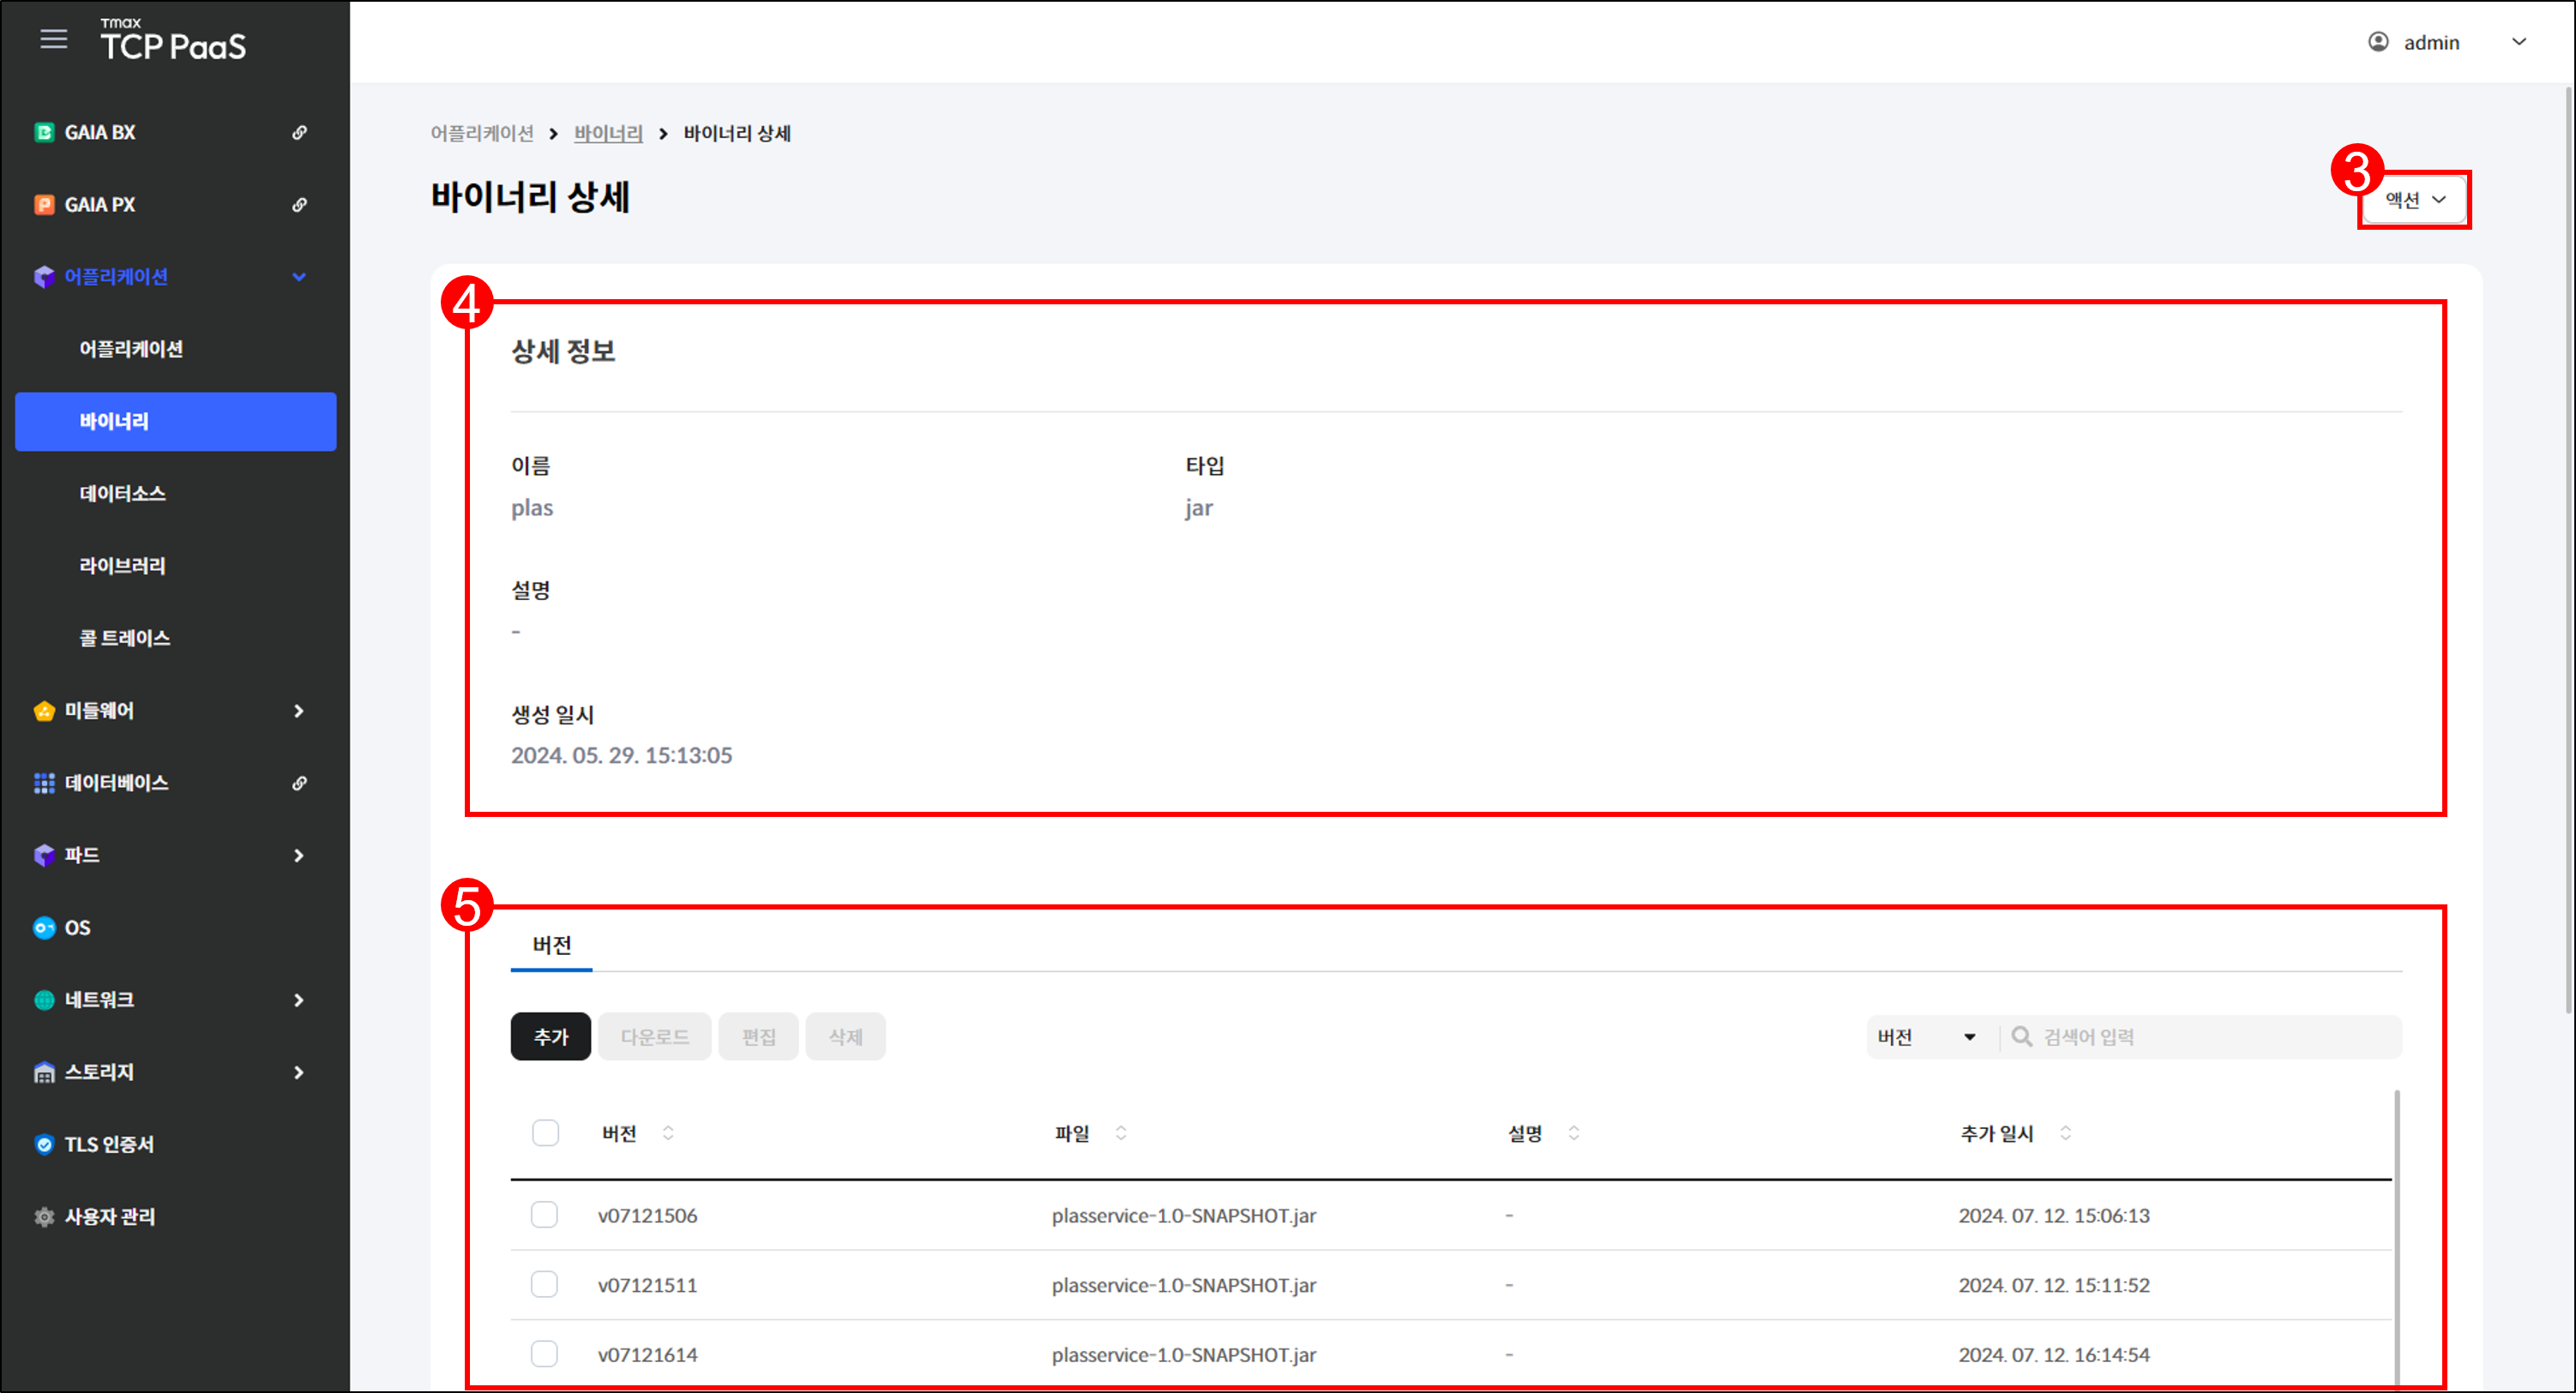 Tmax
TCP PaaS
admin
GAIA BX
GAIA PX
어플리케이션
어플리케이션
바이너리
데이터소스
라이브러리
콜 트레이스
미들웨어
데이터베이스
파드
OS
네트워크
스토리지
TLS 인증서
사용자 관리
어플리케이션 > 바이너리 > 바이너리 상세
바이너리 상세
3
액션
4
상세 정보
이름
plas
타입
jar
설명
-
생성 일시
2024. 05. 29. 15:13:05
5
버전
추가 다운로드 편집 삭제
버전 검색어 입력
버전 파일 설명 추가 일시
v07121506 plasservice-1.0-SNAPSHOT.jar - 2024. 07. 12. 15:06:13
v07121511 plasservice-1.0-SNAPSHOT.jar - 2024. 07. 12. 15:11:52
v07121614 plasservice-1.0-SNAPSHOT.jar - 2024. 07. 12. 16:14:54